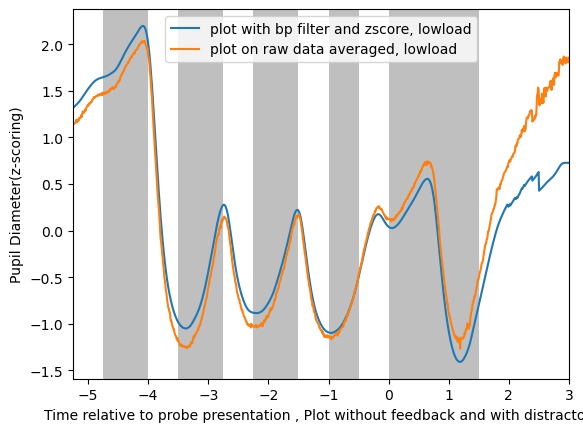 plot with bp filter and zscore, lowload
plot on raw data averaged, lowload
Pupil Diameter(z-scoring)
2.0
1.5
1.0
0.5
0.0
−0.5
−1.0
−1.5
−5 −4 −3 −2 −1 0 1 2 3
Time relative to probe presentation , Plot without feedback and with distracto